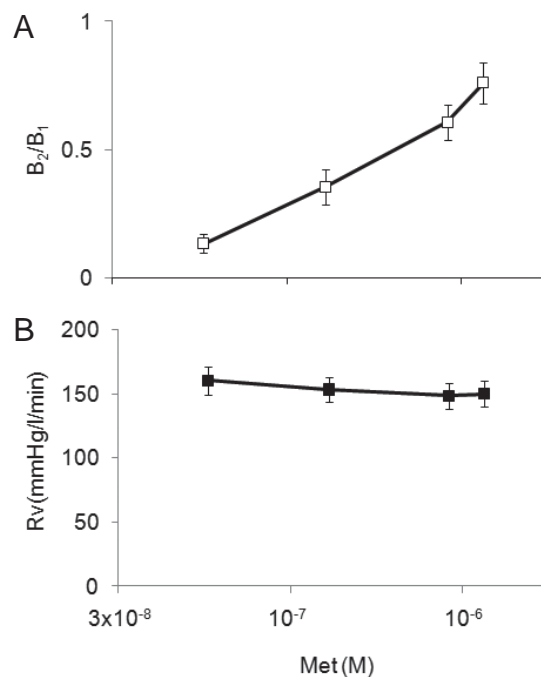 A
1
0.5
0
B₂/B₁
B
200
150
100
50
0
Rv(mmHg/l/min)
3x10⁻⁸ 10⁻⁷ 10⁻⁶
Met (M)